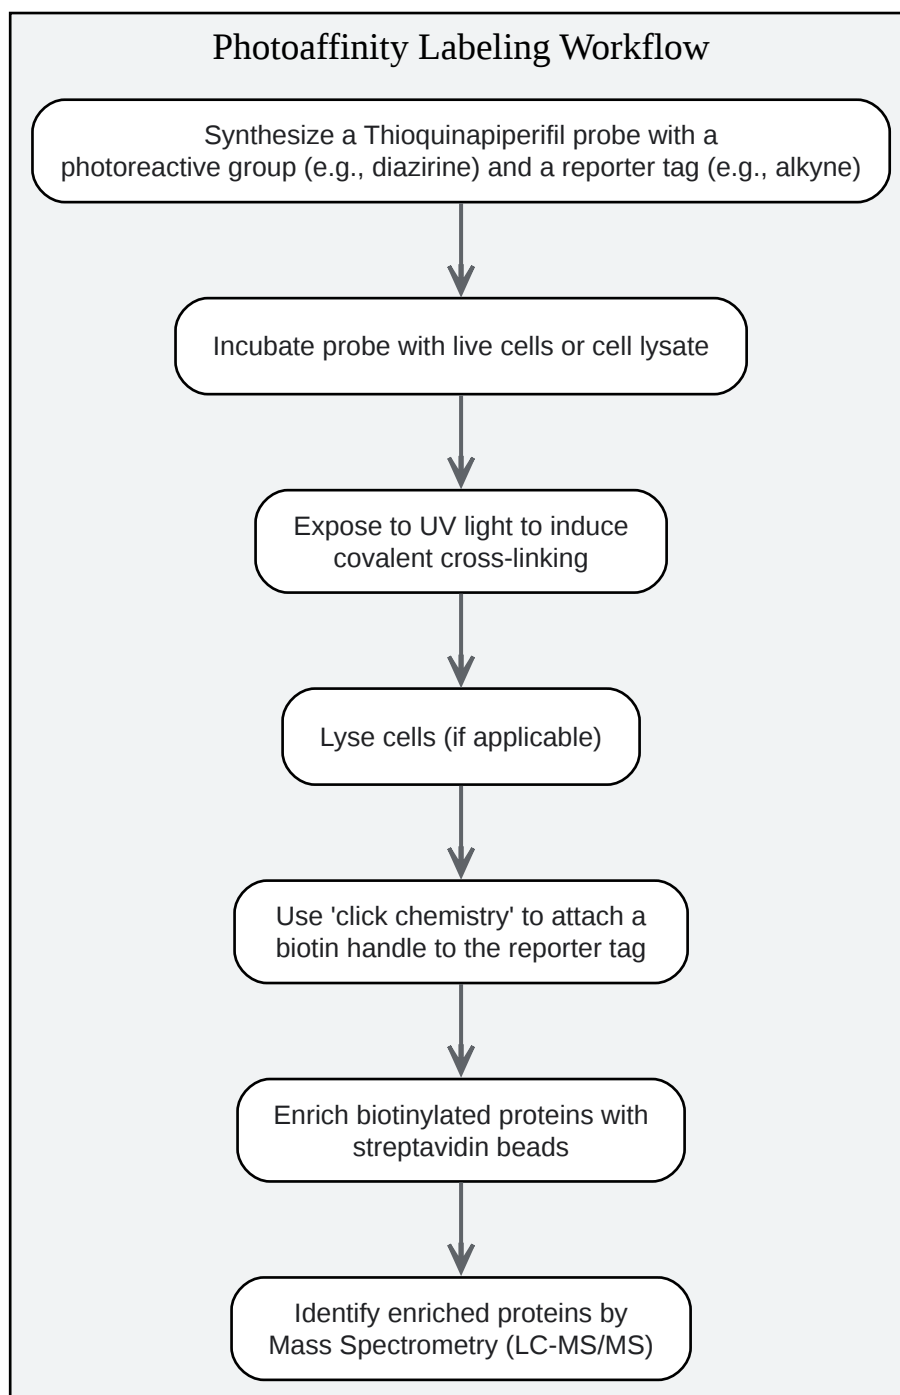 Photoaffinity Labeling Workflow
Synthesize a Thioquinapiperifil probe with a
photoreactive group (e.g., diazirine) and a reporter tag (e.g., alkyne)
Incubate probe with live cells or cell lysate
Expose to UV light to induce
covalent cross-linking
Lyse cells (if applicable)
Use 'click chemistry' to attach a
biotin handle to the reporter tag
Enrich biotinylated proteins with
streptavidin beads
Identify enriched proteins by
Mass Spectrometry (LC-MS/MS)